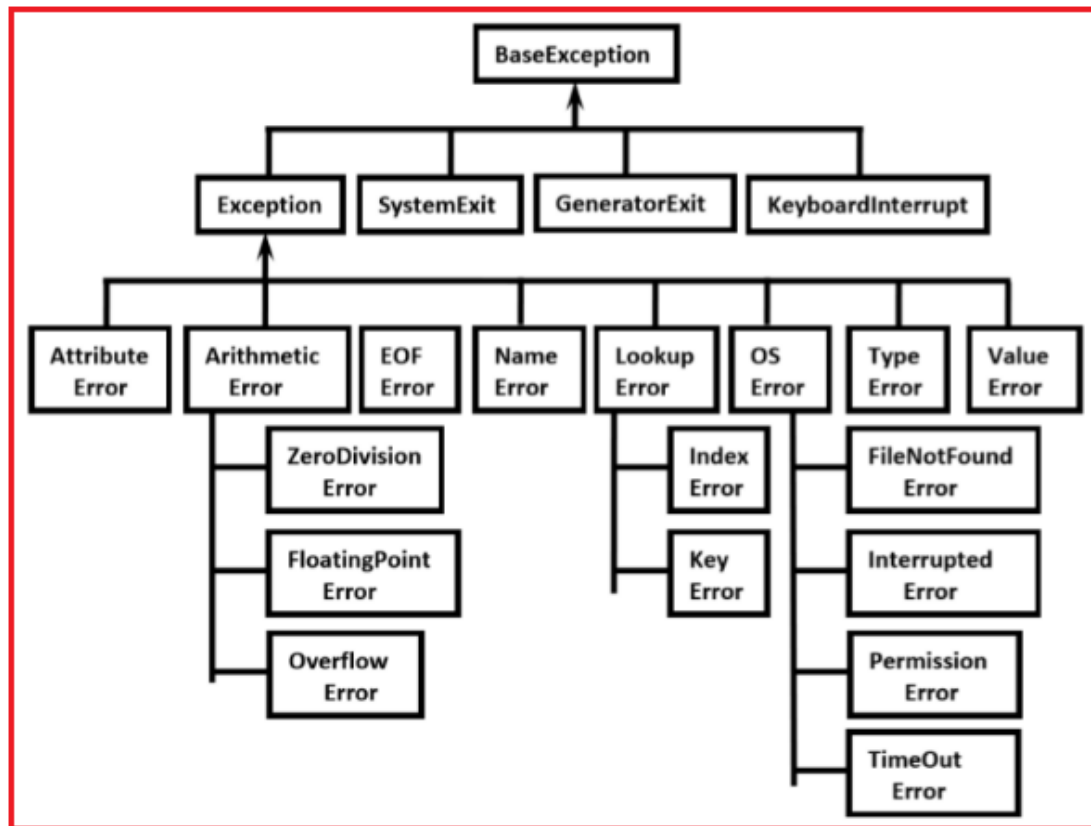 BaseException
Exception
SystemExit
GeneratorExit
KeyboardInterrupt
Attribute
Error
Arithmetic
Error
EOF
Error
Name
Error
Lookup
Error
OS
Error
Type
Error
Value
Error
ZeroDivision
Error
FloatingPoint
Error
Overflow
Error
Index
Error
Key
Error
FileNotFound
Error
Interrupted
Error
Permission
Error
TimeOut
Error